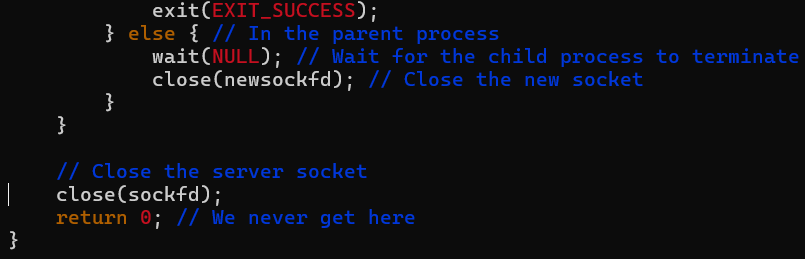 exit(EXIT_SUCCESS);
} else { // In the parent process
wait(NULL); // Wait for the child process to terminate
close(newsockfd); // Close the new socket
}
}
// Close the server socket
close(sockfd);
return 0; // We never get here
}